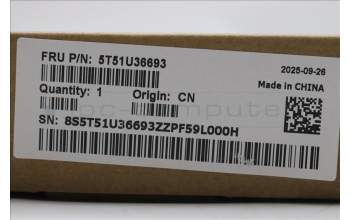 FRU P/N: 5T51U36693
2025-09-26
Made in CHINA
Quantity: 1 Origin: CN
SN: 8S5T51U36693ZZPF59L000H